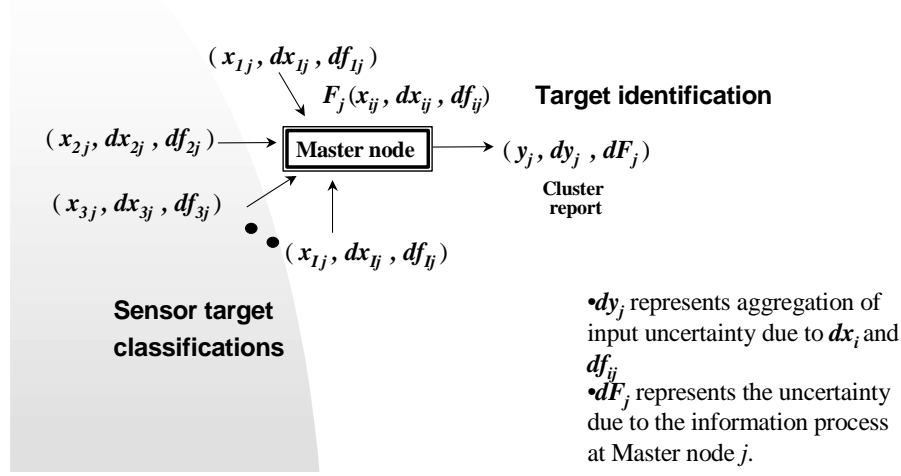 ( x1j , dx1j , df1j )
Fj (xij , dxij , dfij)
Target identification
( x2j , dx2j , df2j )
Master node
( yj , dyj , dFj )
Cluster
report
( x3j , dx3j , df3j )
( xIj , dxIj , dfIj )
Sensor target
classifications
•dyj represents aggregation of
input uncertainty due to dxi and
dfij
•dFj represents the uncertainty
due to the information process
at Master node j.